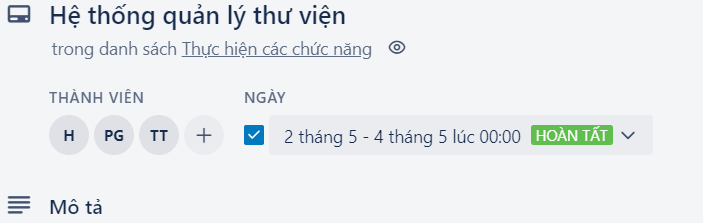 Hệ thống quản lý thư viện
trong danh sách Thực hiện các chức năng
THÀNH VIÊN NGÀY
H PG TT + 2 tháng 5 - 4 tháng 5 lúc 00:00 HOÀN TẤT
Mô tả